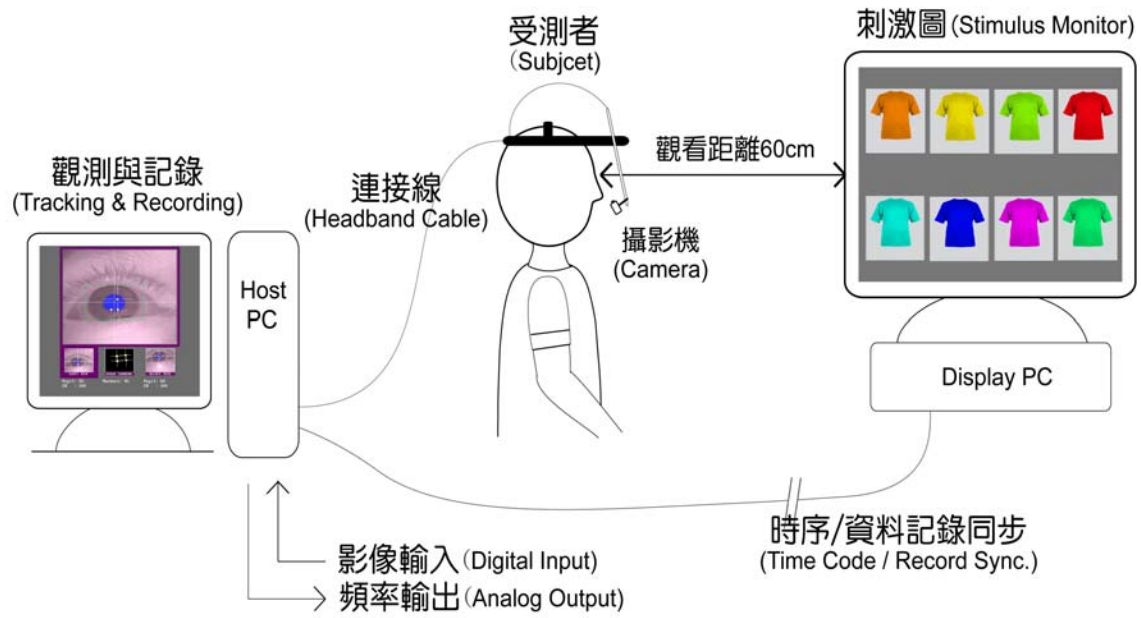 受測者
(Subjcet)
刺激圖(Stimulus Monitor)
觀看距離60cm
觀測與記錄
(Tracking & Recording)
連接線
(Headband Cable)
攝影機
(Camera)
Host
PC
Display PC
時序/資料記錄同步
(Time Code / Record Sync.)
影像輸入(Digital Input)
頻率輸出(Analog Output)